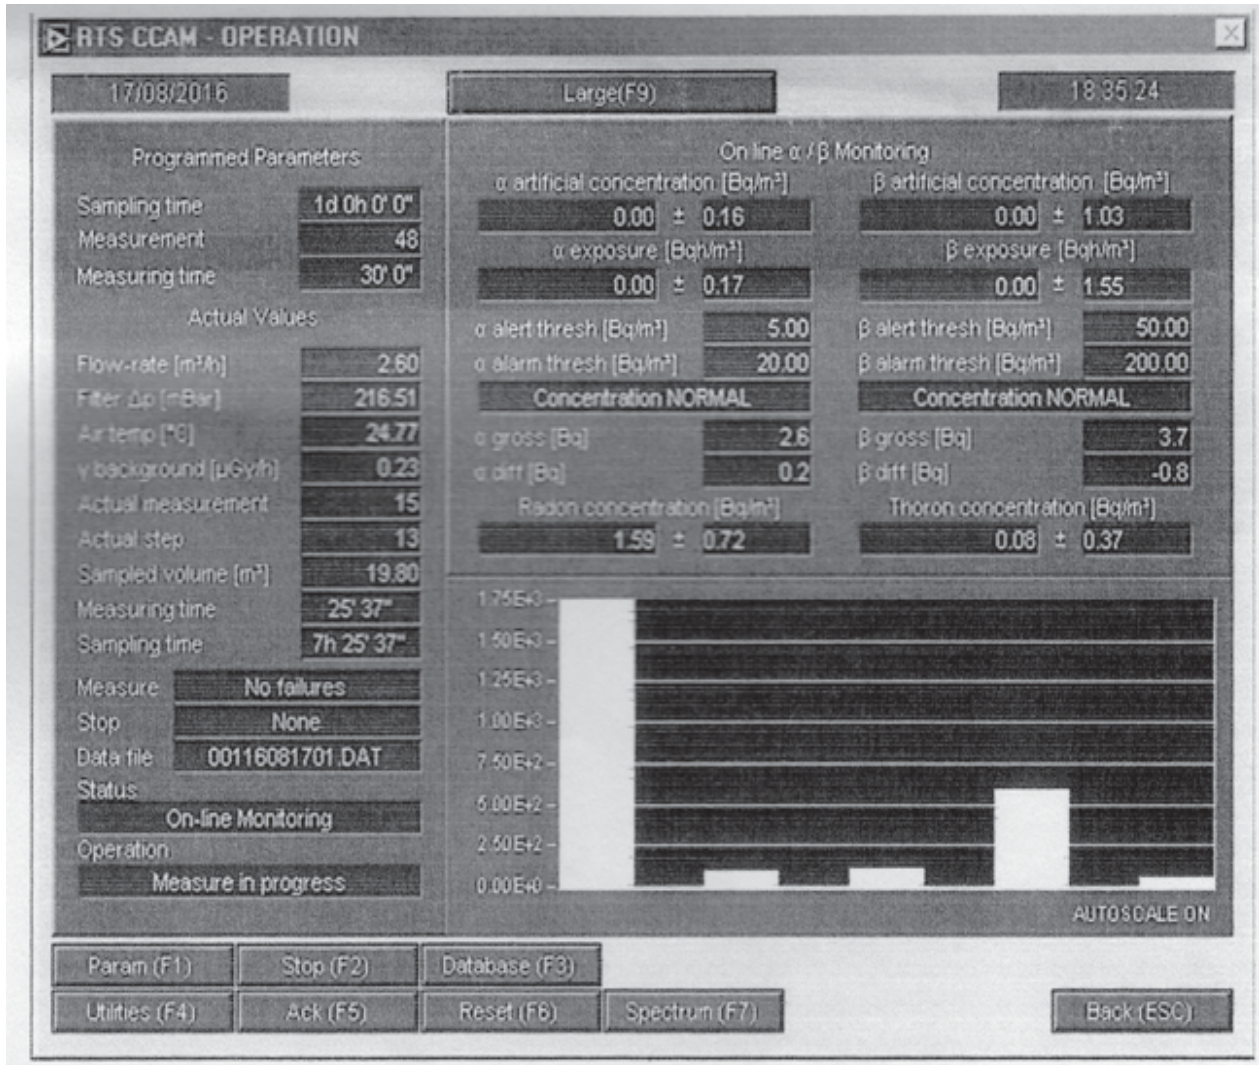 RTS CCAM - OPERATION
17/08/2016
Large(F9)
18:35:24
Programmed Parameters
Sampling time 1d 0h 0' 0"
Measurement 48
Measuring time 30' 0"
Actual Values
Flow-rate [m³/h] 2.60
Filter Δp [mBar] 216.51
Air temp [°C] 24.77
γ background [µGy/h] 0.23
Actual measurement 15
Actual step 13
Sampled volume [m³] 19.80
Measuring time 25' 37"
Sampling time 7h 25' 37"
Measure No failures
Stop None
Data file 00116081701.DAT
Status
On-line Monitoring
Operation
Measure in progress
On line α / β Monitoring
α artificial concentration [Bq/m³] β artificial concentration [Bq/m³]
0.00 ± 0.16 0.00 ± 1.03
α exposure [Bqh/m³] β exposure [Bqh/m³]
0.00 ± 0.17 0.00 ± 1.55
α alert thresh [Bq/m³] 5.00 β alert thresh [Bq/m³] 50.00
α alarm thresh [Bq/m³] 20.00 β alarm thresh [Bq/m³] 200.00
Concentration NORMAL Concentration NORMAL
α gross [Bq] 2.6 β gross [Bq] 3.7
α diff [Bq] 0.2 β diff [Bq] -0.8
Radon concentration [Bq/m³] Thoron concentration [Bq/m³]
1.59 ± 0.72 0.08 ± 0.37
1.75E+3
1.50E+3
1.25E+3
1.00E+3
7.50E+2
5.00E+2
2.50E+2
0.00E+0
AUTOSCALE ON
Param (F1) Stop (F2) Database (F3)
Utilities (F4) Ack (F5) Reset (F6) Spectrum (F7) Back (ESC)